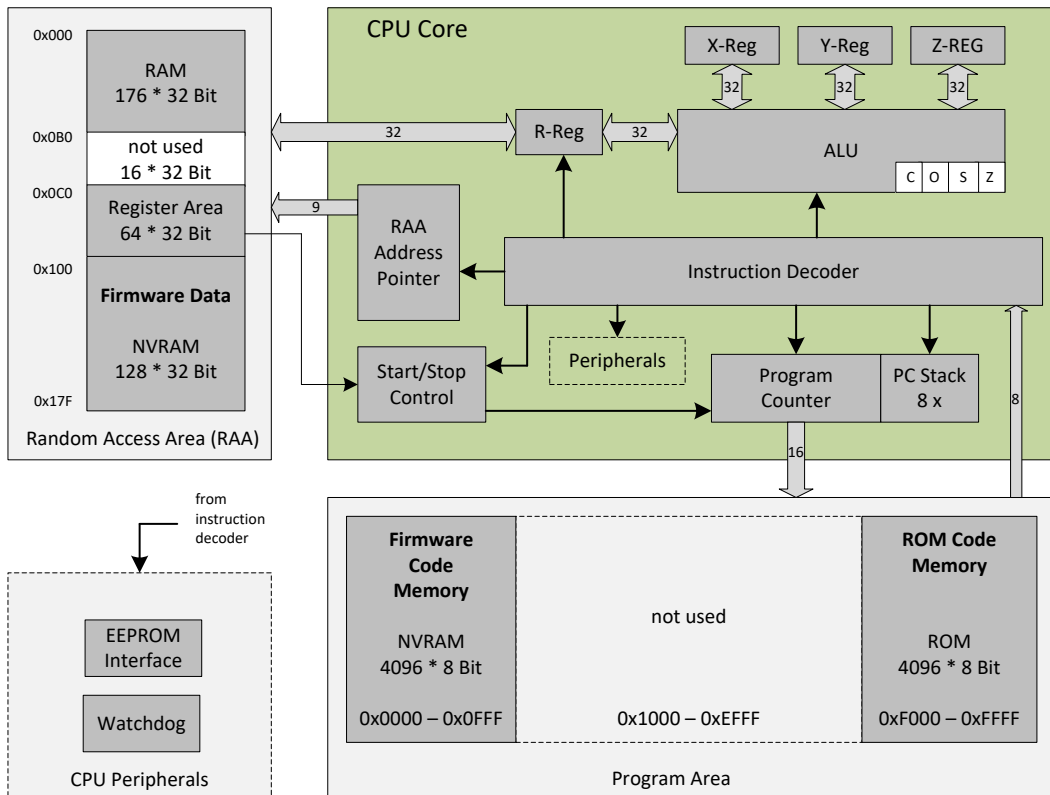 0x000
RAM
176 * 32 Bit
0x0B0
not used
16 * 32 Bit
0x0C0
Register Area
64 * 32 Bit
0x100
Firmware Data
NVRAM
128 * 32 Bit
0x17F
Random Access Area (RAA)
CPU Core
X-Reg
Y-Reg
Z-REG
32
32
32
32
R-Reg
32
ALU
C
O
S
Z
9
RAA
Address
Pointer
Instruction Decoder
Peripherals
Start/Stop
Control
Program
Counter
PC Stack
8 x
8
16
from
instruction
decoder
EEPROM
Interface
Watchdog
CPU Peripherals
Firmware
Code
Memory
NVRAM
4096 * 8 Bit
0x0000 – 0x0FFF
not used
0x1000 – 0xEFFF
ROM Code
Memory
ROM
4096 * 8 Bit
0xF000 – 0xFFFF
Program Area